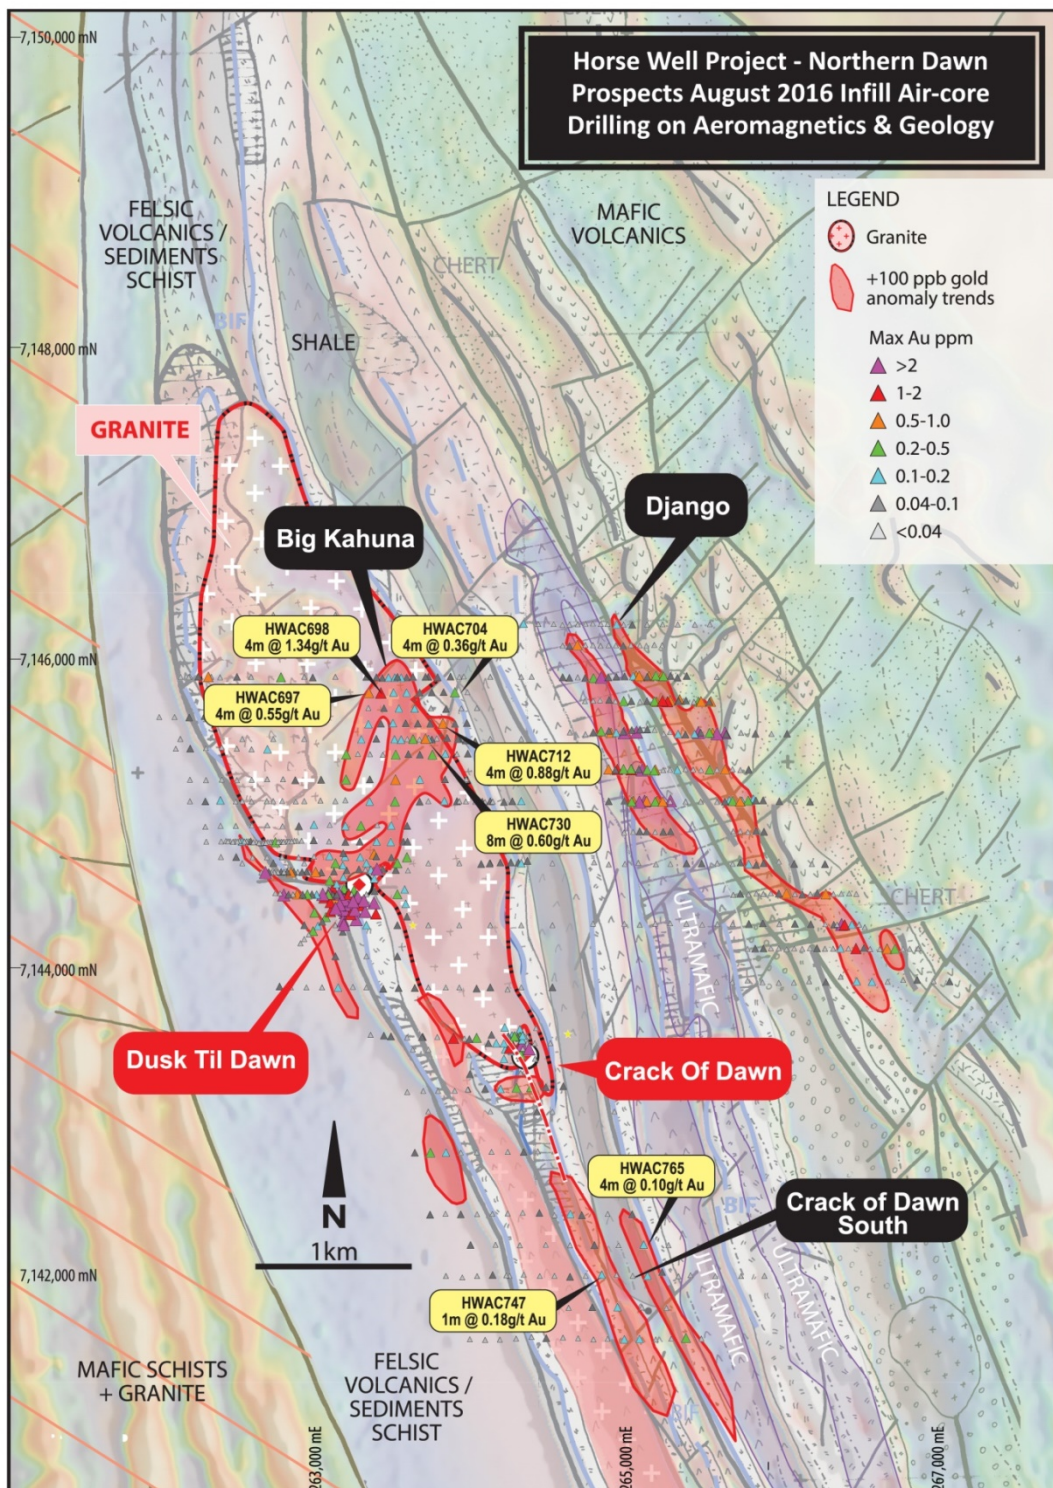 7,150,000 mN
Horse Well Project - Northern Dawn
Prospects August 2016 Infill Air-core
Drilling on Aeromagnetics & Geology
LEGEND
Granite
+100 ppb gold
anomaly trends
Max Au ppm
>2
1-2
0.5-1.0
0.2-0.5
0.1-0.2
0.04-0.1
<0.04
FELSIC
VOLCANICS /
SEDIMENTS
SCHIST
MAFIC
VOLCANICS
CHERT
BIF
SHALE
7,148,000 mN
GRANITE
Big Kahuna
Django
HWAC698
4m @ 1.34g/t Au
HWAC704
4m @ 0.36g/t Au
7,146,000 mN
HWAC697
4m @ 0.55g/t Au
HWAC712
4m @ 0.88g/t Au
HWAC730
8m @ 0.60g/t Au
CHERT
ULTRAMAFIC
7,144,000 mN
Dusk Til Dawn
Crack Of Dawn
N
1km
HWAC765
4m @ 0.10g/t Au
Crack of Dawn
South
BIF
7,142,000 mN
HWAC747
1m @ 0.18g/t Au
ULTRAMAFIC
ULTRAMAFIC
MAFIC SCHISTS
+ GRANITE
FELSIC
VOLCANICS /
SEDIMENTS
SCHIST
BIF
263,000 mE
265,000 mE
267,000 mE